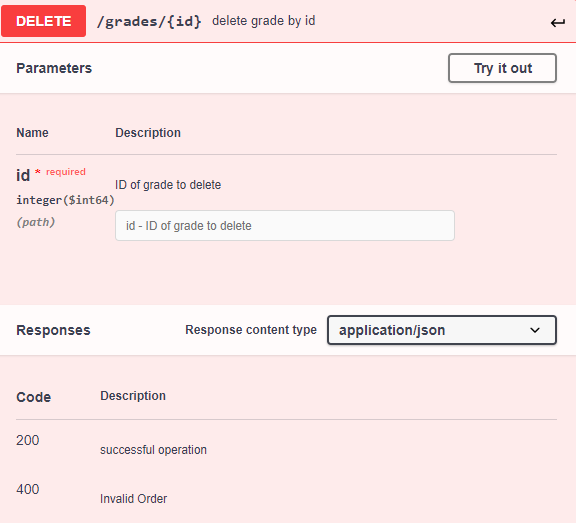 DELETE /grades/{id} delete grade by id
Parameters Try it out
Name Description
id * required ID of grade to delete
integer($int64)
(path) id - ID of grade to delete
Responses Response content type application/json
Code Description
200 successful operation
400 Invalid Order